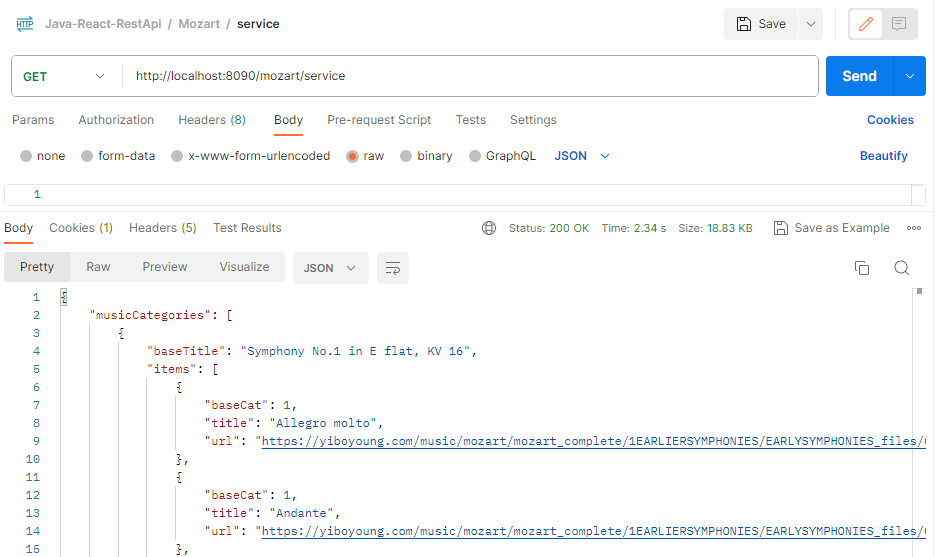 HTTP Java-React-RestApi / Mozart / service Save
GET http://localhost:8090/mozart/service Send
Params Authorization Headers (8) Body Pre-request Script Tests Settings Cookies
none form-data x-www-form-urlencoded raw binary GraphQL JSON Beautify
1
Body Cookies (1) Headers (5) Test Results Status: 200 OK Time: 2.34 s Size: 18.83 KB Save as Example
Pretty Raw Preview Visualize JSON
1 {
2 "musicCategories": [
3 {
4 "baseTitle": "Symphony No.1 in E flat, KV 16",
5 "items": [
6 {
7 "baseCat": 1,
8 "title": "Allegro molto",
9 "url": "https://yiboyoung.com/music/mozart/mozart_complete/1EARLIERSYMPHONIES/EARLYSYMPHONIES_files/
10 },
11 {
12 "baseCat": 1,
13 "title": "Andante",
14 "url": "https://yiboyoung.com/music/mozart/mozart_complete/1EARLIERSYMPHONIES/EARLYSYMPHONIES_files/
15 },